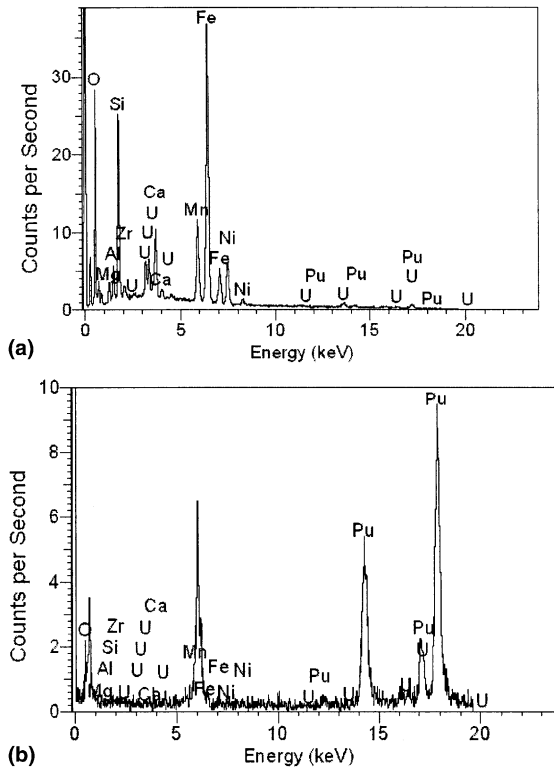 Fe
O
Si
30
Counts per Second
20
Ca
U
Mn
Zr
U
Ni
10
Al
U
U
Pu
U
Mg
U
Ca
Fe
Ni
U
Pu
U
Pu
U
Pu
U
0
0
5
10
15
20
(a)
Energy (keV)
10
Pu
8
Counts per Second
6
Pu
4
Zr
Ca
U
O
Si
U
Mn
Pu
2
Al
U
U
Fe
Ni
Pu
U
Mg
U
Ca
Fe
Ni
U
U
U
U
0
0
5
10
15
20
(b)
Energy (keV)